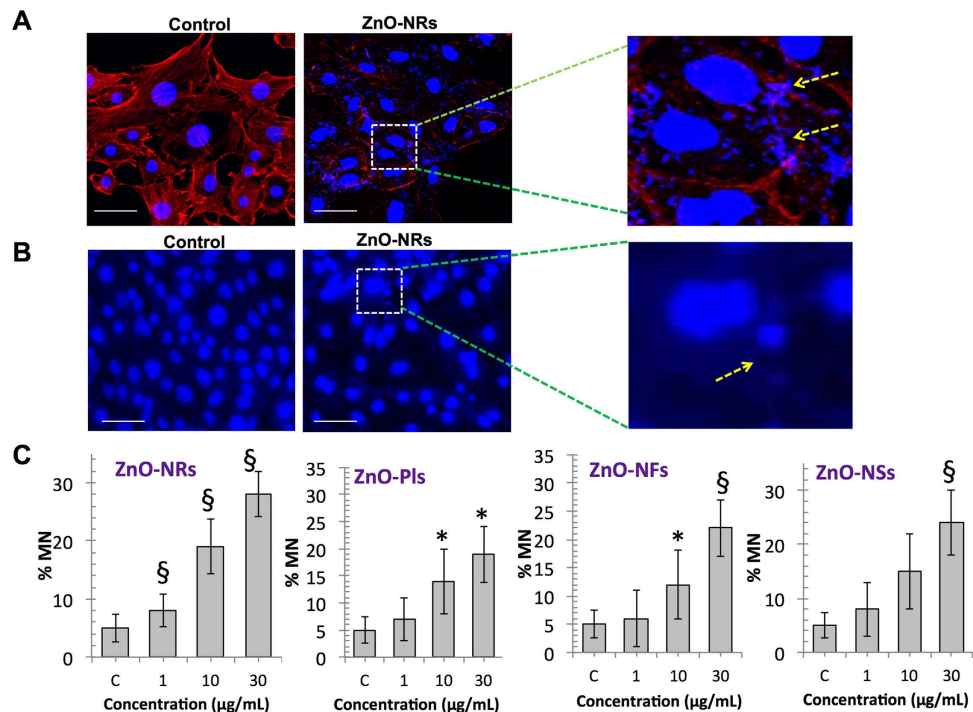 A
Control
ZnO-NRs
B
Control
ZnO-NRs
C
ZnO-NRs
% MN
30
20
10
0
§
§
§
C 1 10 30
Concentration (µg/mL)
ZnO-Pls
% MN
35
30
25
20
15
10
5
0
*
*
C 1 10 30
Concentration (µg/mL)
ZnO-NFs
% MN
35
30
25
20
15
10
5
0
*
§
C 1 10 30
Concentration (µg/mL)
ZnO-NSs
% MN
30
20
10
0
§
C 1 10 30
Concentration (µg/mL)